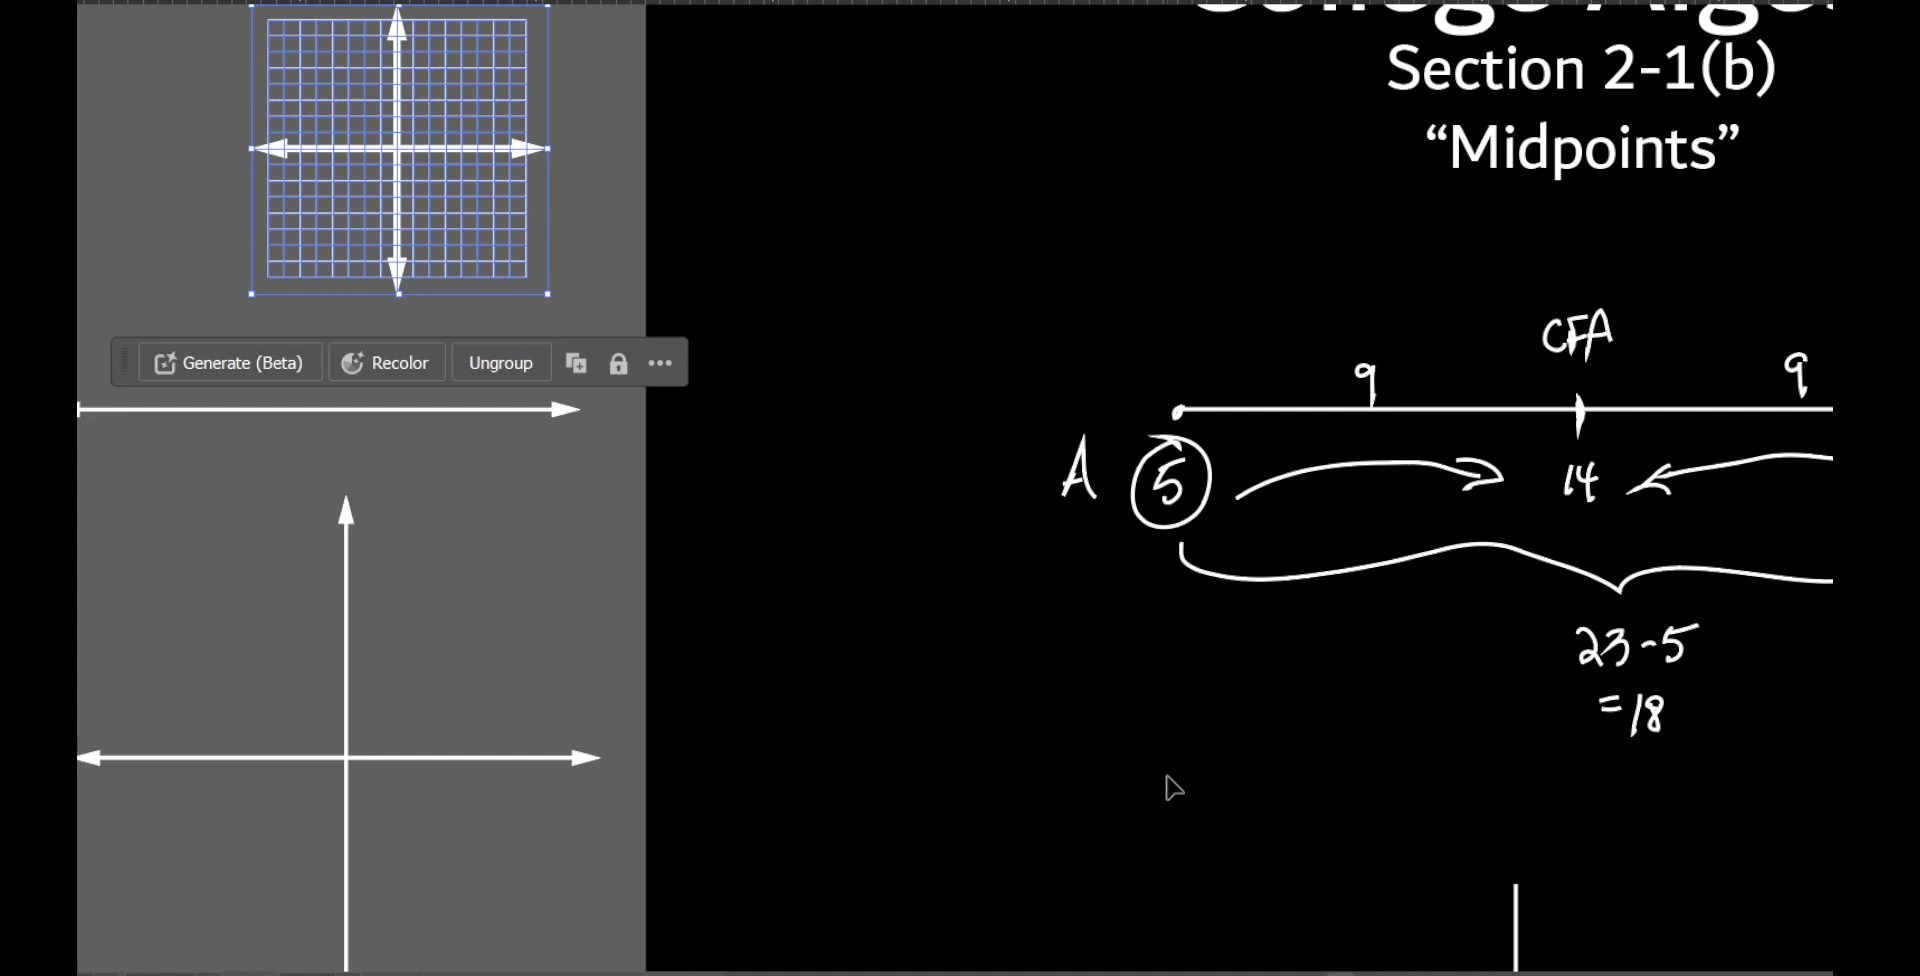 Section 2-1(b)
“Midpoints”
Generate (Beta) Recolor Ungroup
CFA
9 9
A 5 14
23-5
=18